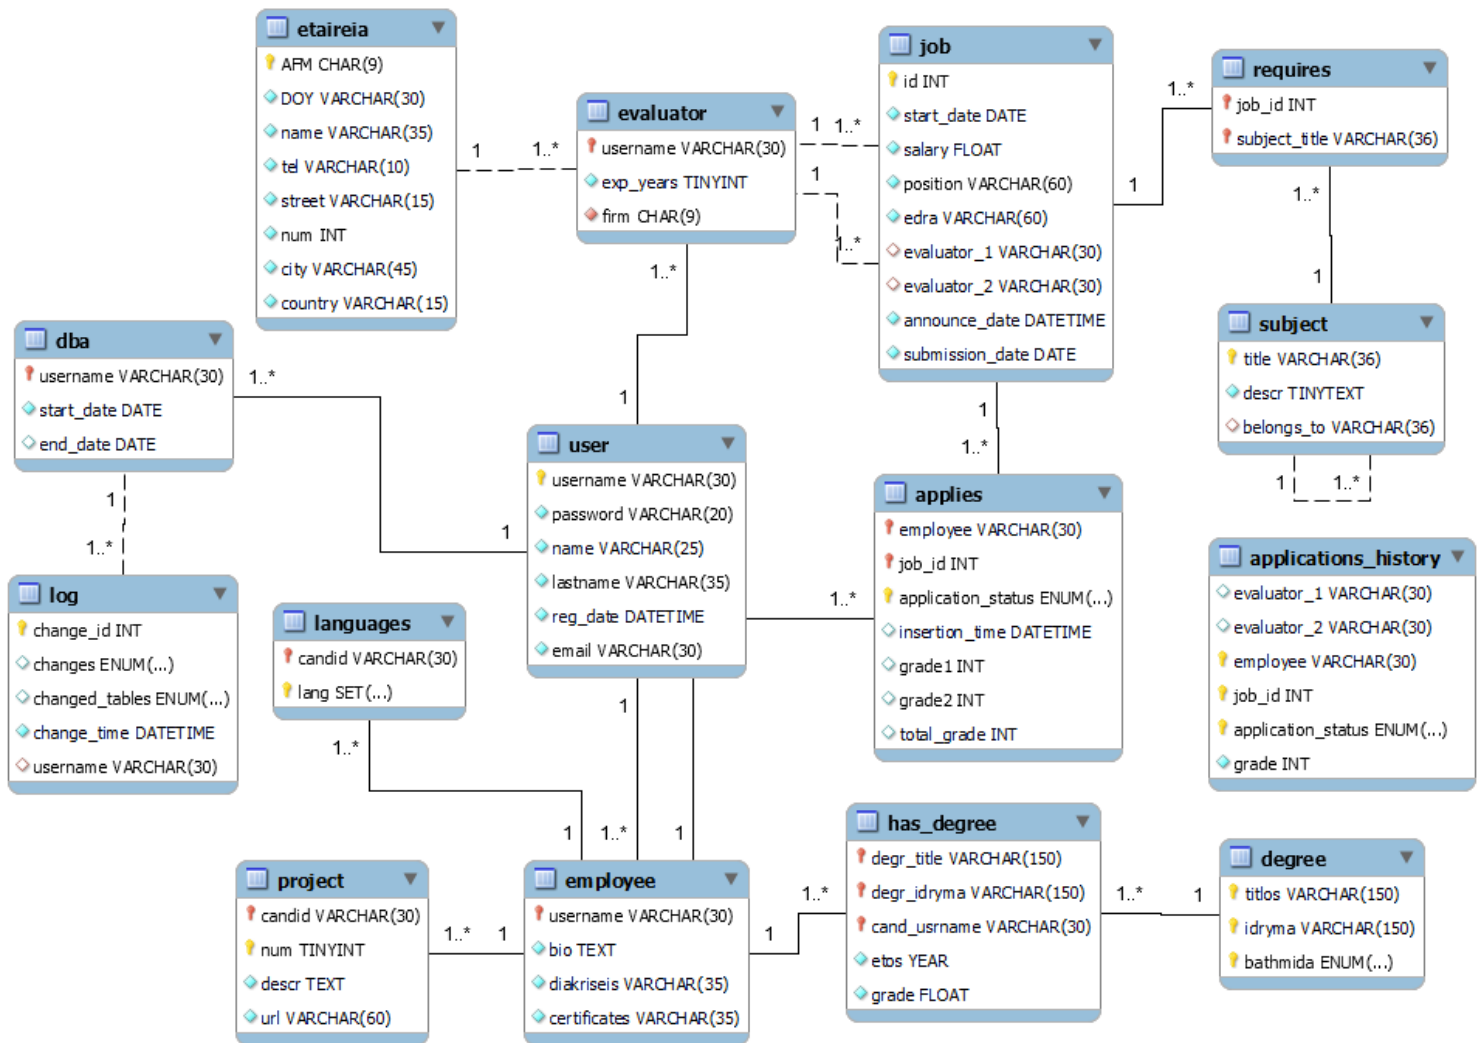 etaireia
AFM CHAR(9)
DOY VARCHAR(30)
name VARCHAR(35)
tel VARCHAR(10)
street VARCHAR(15)
num INT
city VARCHAR(45)
country VARCHAR(15)
1
1..*
evaluator
username VARCHAR(30)
exp_years TINYINT
firm CHAR(9)
1
1..*
1
1..*
job
id INT
start_date DATE
salary FLOAT
position VARCHAR(60)
edra VARCHAR(60)
evaluator_1 VARCHAR(30)
evaluator_2 VARCHAR(30)
announce_date DATETIME
submission_date DATE
1
1..*
requires
job_id INT
subject_title VARCHAR(36)
1..*
1
subject
title VARCHAR(36)
descr TINYTEXT
belongs_to VARCHAR(36)
1
1..*
dba
username VARCHAR(30)
start_date DATE
end_date DATE
1..*
1
1
1..*
log
change_id INT
changes ENUM(...)
changed_tables ENUM(...)
change_time DATETIME
username VARCHAR(30)
1..*
1
user
username VARCHAR(30)
password VARCHAR(20)
name VARCHAR(25)
lastname VARCHAR(35)
reg_date DATETIME
email VARCHAR(30)
1
1..*
1
1..*
1
1..*
applies
employee VARCHAR(30)
job_id INT
application_status ENUM(...)
insertion_time DATETIME
grade1 INT
grade2 INT
total_grade INT
applications_history
evaluator_1 VARCHAR(30)
evaluator_2 VARCHAR(30)
employee VARCHAR(30)
job_id INT
application_status ENUM(...)
grade INT
languages
candid VARCHAR(30)
lang SET(...)
1..*
1
project
candid VARCHAR(30)
num TINYINT
descr TEXT
url VARCHAR(60)
1..*
1
employee
username VARCHAR(30)
bio TEXT
diakriseis VARCHAR(35)
certificates VARCHAR(35)
1
1..*
has_degree
degr_title VARCHAR(150)
degr_idryma VARCHAR(150)
cand_usrname VARCHAR(30)
etos YEAR
grade FLOAT
1..*
1
degree
titlos VARCHAR(150)
idryma VARCHAR(150)
bathmida ENUM(...)